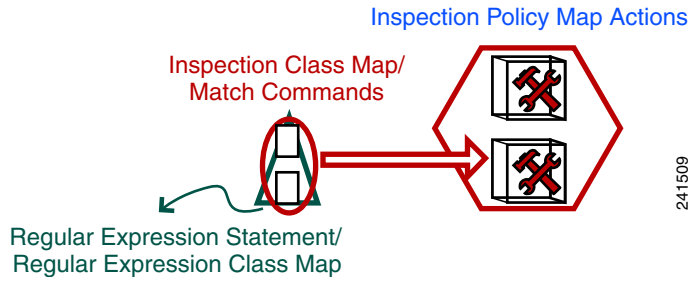 Inspection Policy Map Actions
Inspection Class Map/
Match Commands
241509
Regular Expression Statement/
Regular Expression Class Map